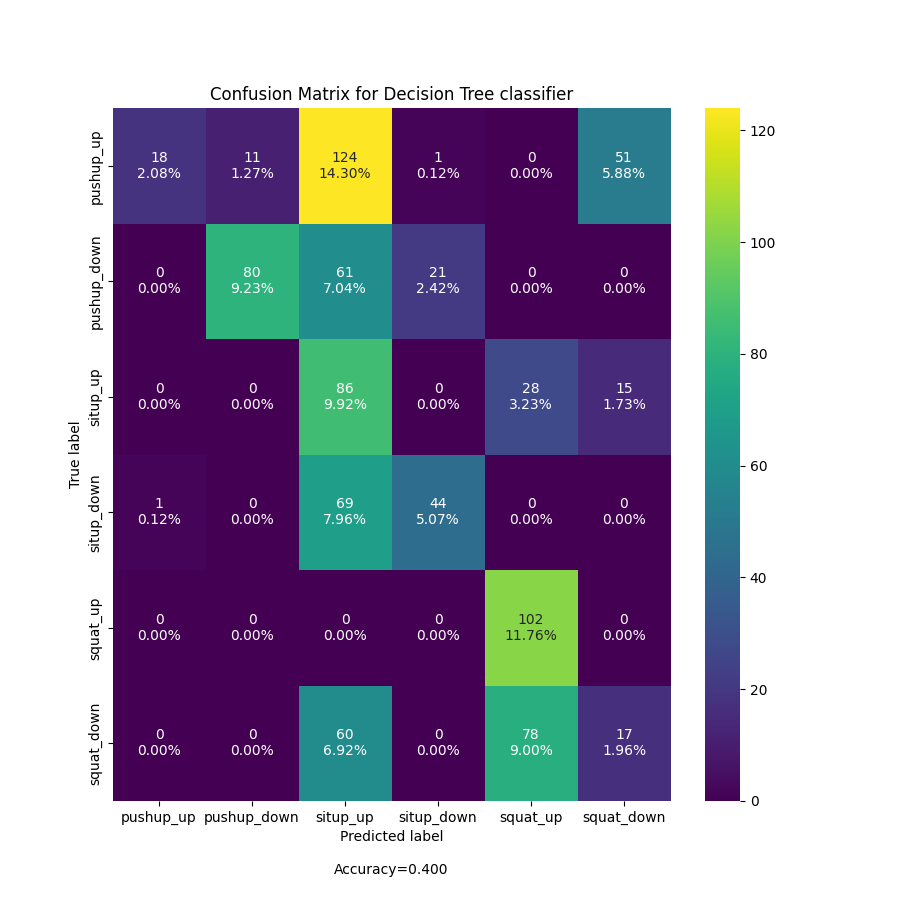 Confusion Matrix for Decision Tree classifier
True label
pushup_up
18 11 124 1 0 51
2.08% 1.27% 14.30% 0.12% 0.00% 5.88%
pushup_down
0 80 61 21 0 0
0.00% 9.23% 7.04% 2.42% 0.00% 0.00%
situp_up
0 0 86 0 28 15
0.00% 0.00% 9.92% 0.00% 3.23% 1.73%
situp_down
1 0 69 44 0 0
0.12% 0.00% 7.96% 5.07% 0.00% 0.00%
squat_up
0 0 0 0 102 0
0.00% 0.00% 0.00% 0.00% 11.76% 0.00%
squat_down
0 0 60 0 78 17
0.00% 0.00% 6.92% 0.00% 9.00% 1.96%
pushup_up pushup_down situp_up situp_down squat_up squat_down
Predicted label
Accuracy=0.400
120
100
80
60
40
20
0